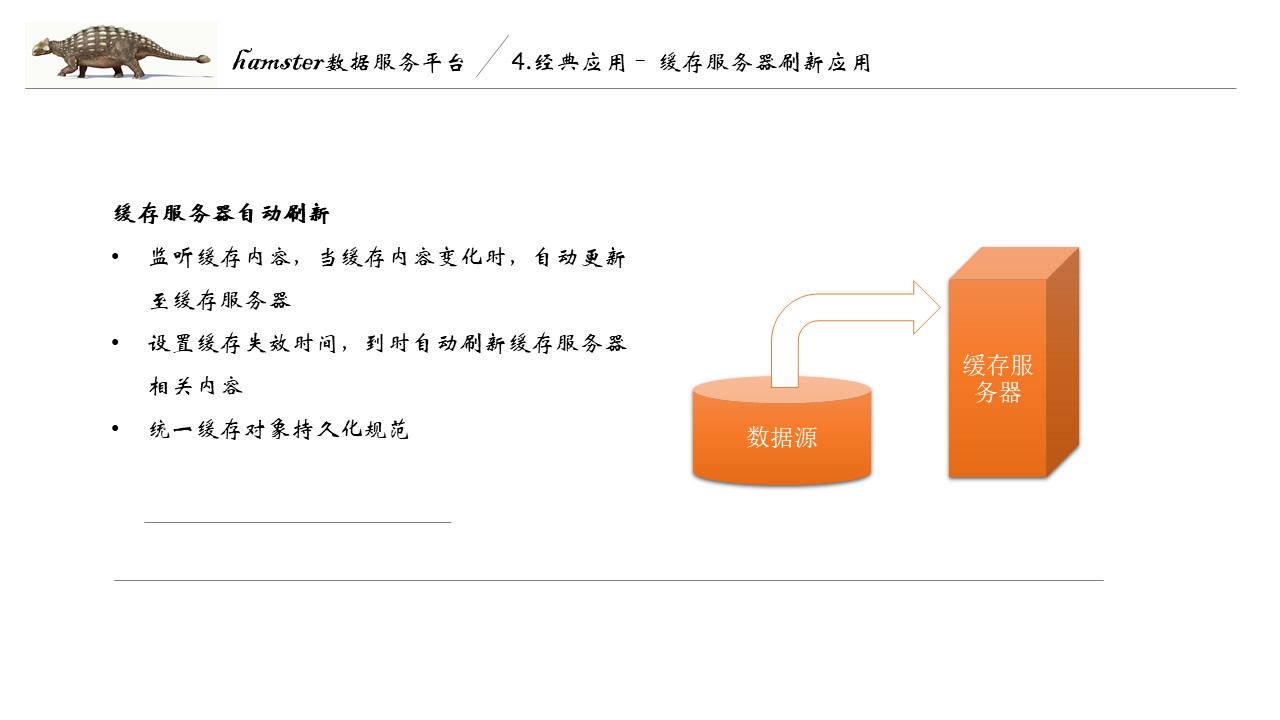 hamster数据服务平台
4.经典应用 - 缓存服务器刷新应用
缓存服务器自动刷新
• 监听缓存内容，当缓存内容变化时，自动更新
至缓存服务器
• 设置缓存失效时间，到时自动刷新缓存服务器
相关内容
• 统一缓存对象持久化规范
数据源
缓存服
务器